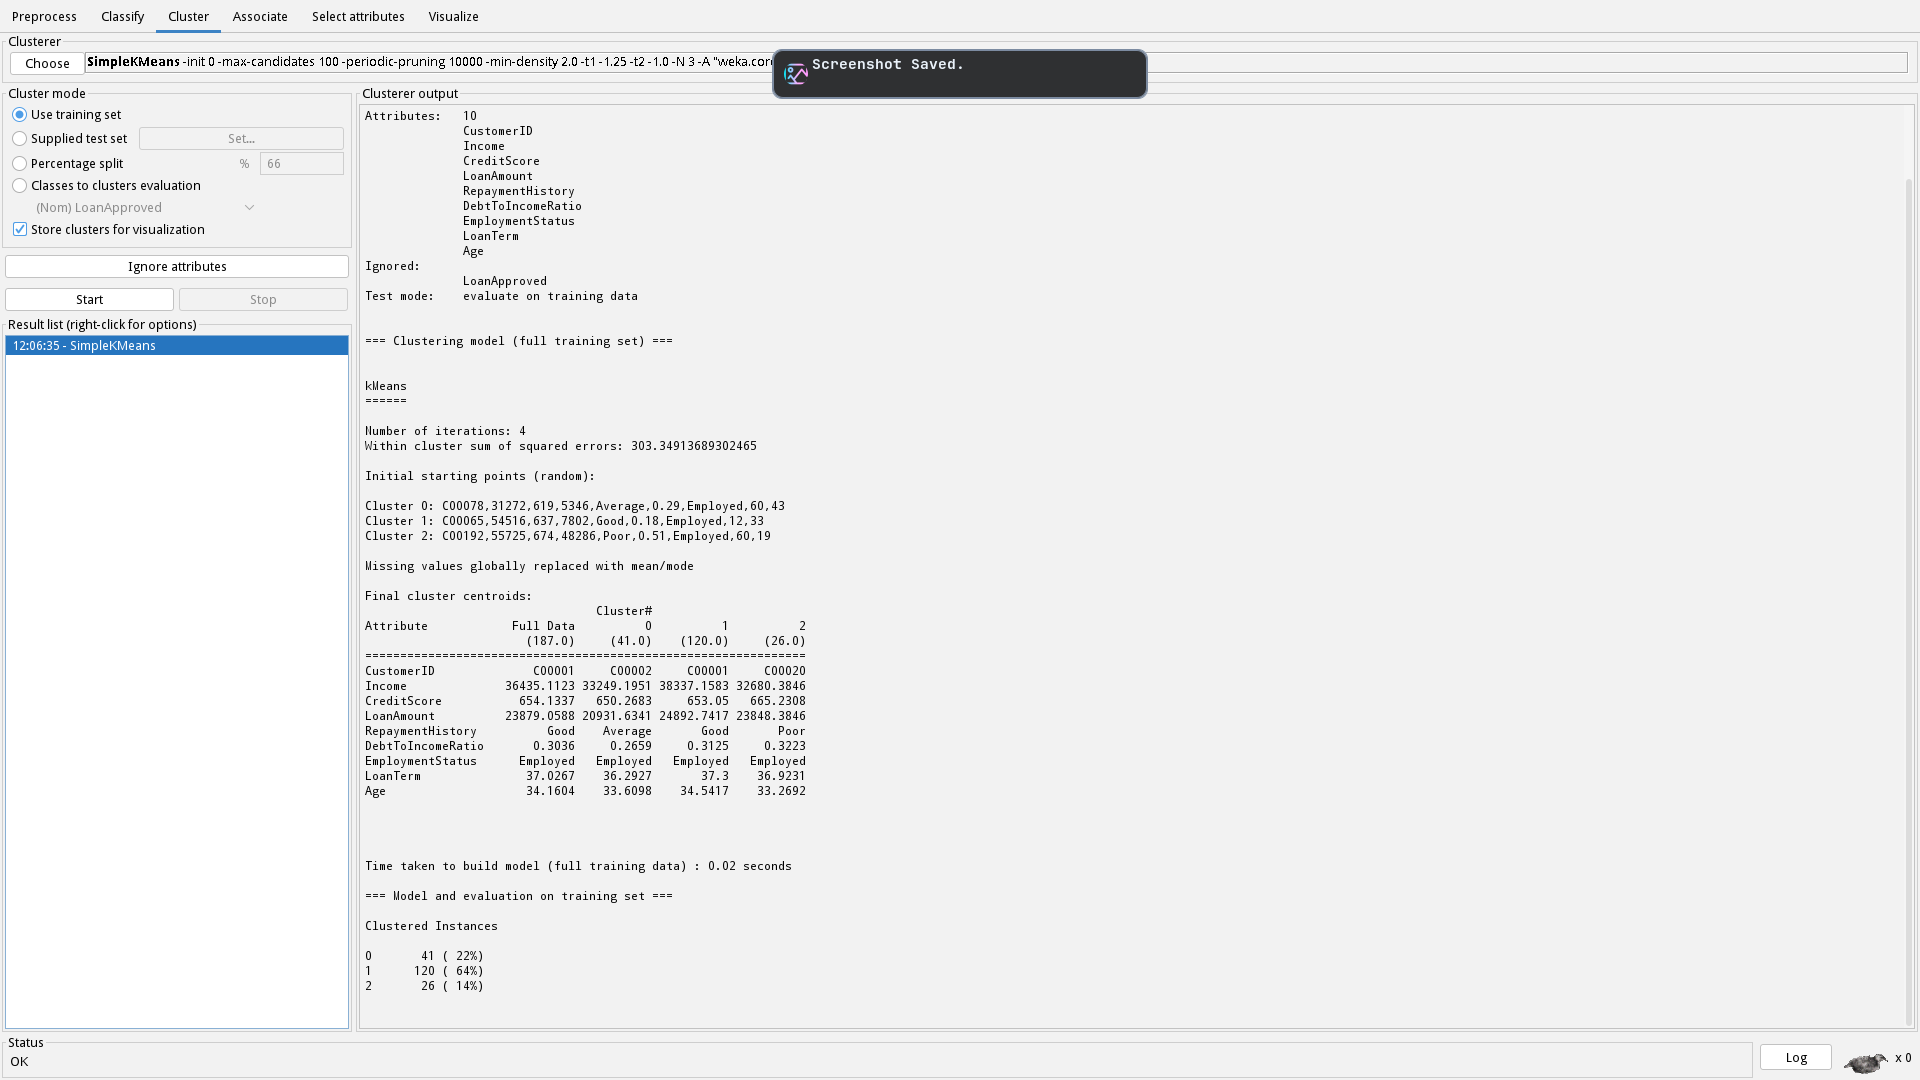 Preprocess Classify Cluster Associate Select attributes Visualize
Clusterer
Choose SimpleKMeans -init 0 -max-candidates 100 -periodic-pruning 10000 -min-density 2.0 -t1 -1.25 -t2 -1.0 -N 3 -A "weka.cor
Screenshot Saved.
Cluster mode
Use training set
Supplied test set Set...
Percentage split % 66
Classes to clusters evaluation
(Nom) LoanApproved
Store clusters for visualization
Ignore attributes
Start Stop
Result list (right-click for options)
12:06:35 - SimpleKMeans
Clusterer output
Attributes: 10
CustomerID
Income
CreditScore
LoanAmount
RepaymentHistory
DebtToIncomeRatio
EmploymentStatus
LoanTerm
Age
Ignored:
LoanApproved
Test mode: evaluate on training data
=== Clustering model (full training set) ===
kMeans
======
Number of iterations: 4
Within cluster sum of squared errors: 303.34913689302465
Initial starting points (random):
Cluster 0: C00078,31272,619,5346,Average,0.29,Employed,60,43
Cluster 1: C00065,54516,637,7802,Good,0.18,Employed,12,33
Cluster 2: C00192,55725,674,48286,Poor,0.51,Employed,60,19
Missing values globally replaced with mean/mode
Final cluster centroids:
Cluster#
Attribute Full Data 0 1 2
(187.0) (41.0) (120.0) (26.0)
===============================================================
CustomerID C00001 C00002 C00001 C00020
Income 36435.1123 33249.1951 38337.1583 32680.3846
CreditScore 654.1337 650.2683 653.05 665.2308
LoanAmount 23879.0588 20931.6341 24892.7417 23848.3846
RepaymentHistory Good Average Good Poor
DebtToIncomeRatio 0.3036 0.2659 0.3125 0.3223
EmploymentStatus Employed Employed Employed Employed
LoanTerm 37.0267 36.2927 37.3 36.9231
Age 34.1604 33.6098 34.5417 33.2692
Time taken to build model (full training data) : 0.02 seconds
=== Model and evaluation on training set ===
Clustered Instances
0 41 ( 22%)
1 120 ( 64%)
2 26 ( 14%)
Status
OK
Log x 0